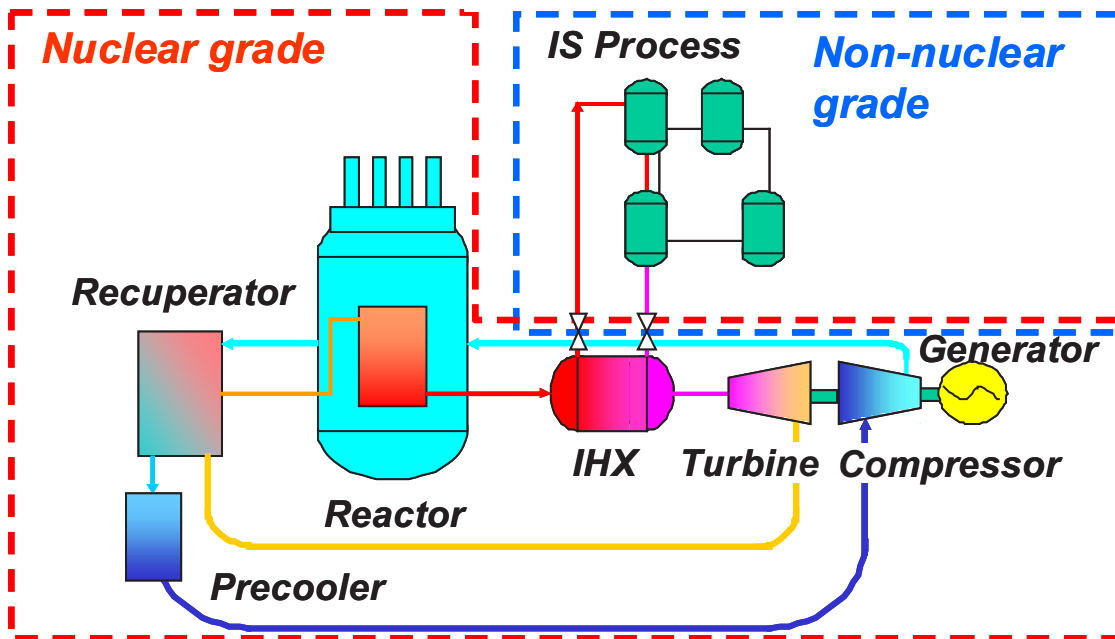 Nuclear grade
IS Process
Non-nuclear
grade
Recuperator
Generator
IHX
Turbine
Compressor
Reactor
Precooler